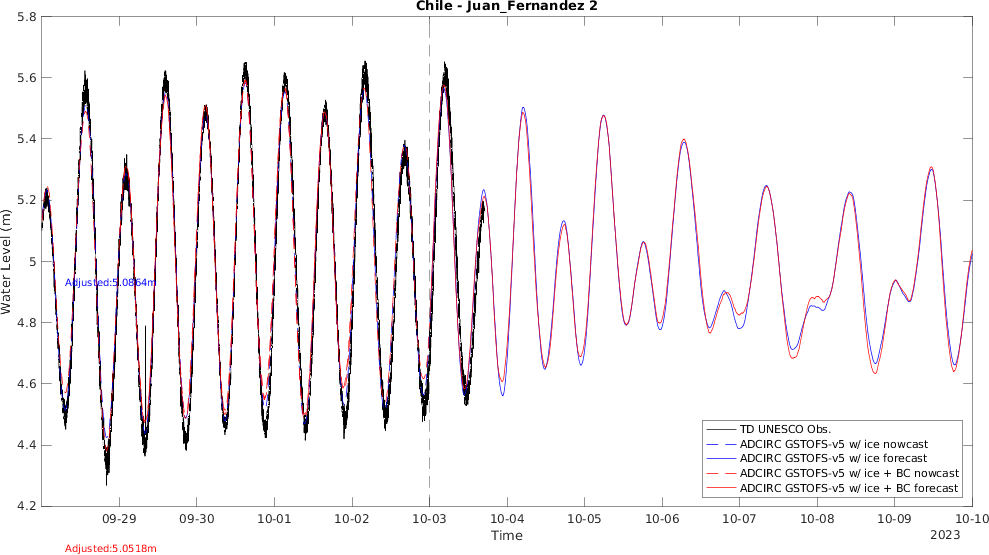 Chile - Juan_Fernandez 2
5.8
5.6
5.4
5.2
5
4.8
4.6
4.4
4.2
Water Level (m)
Adjusted:5.0864m
TD UNESCO Obs.
ADCIRC GSTOFS-v5 w/ ice nowcast
ADCIRC GSTOFS-v5 w/ ice forecast
ADCIRC GSTOFS-v5 w/ ice + BC nowcast
ADCIRC GSTOFS-v5 w/ ice + BC forecast
09-29 09-30 10-01 10-02 10-03 10-04 10-05 10-06 10-07 10-08 10-09 10-10
Time
2023
Adjusted:5.0518m